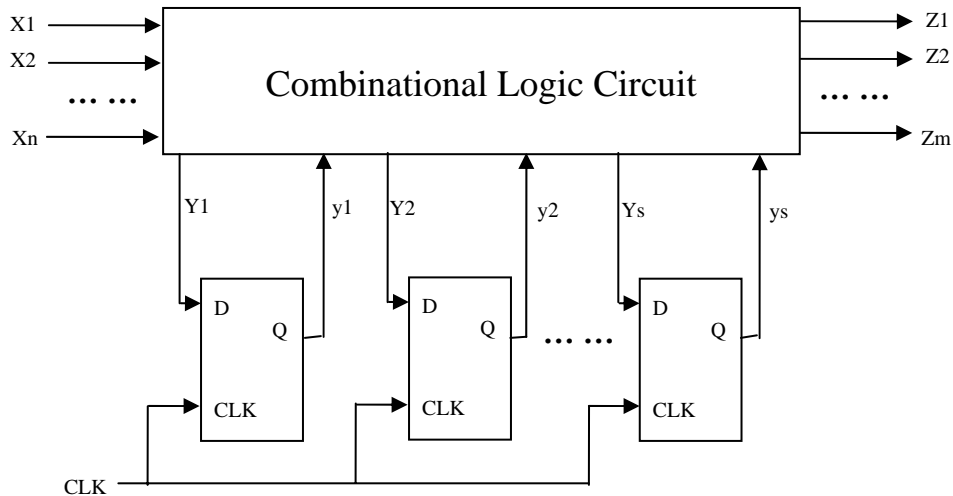 X1
Z1
X2
Z2
Combinational Logic Circuit
... ...
... ...
Xn
Zm
Y1
y1
Y2
y2
Ys
ys
D
D
D
Q
Q
Q
... ...
CLK
CLK
CLK
CLK